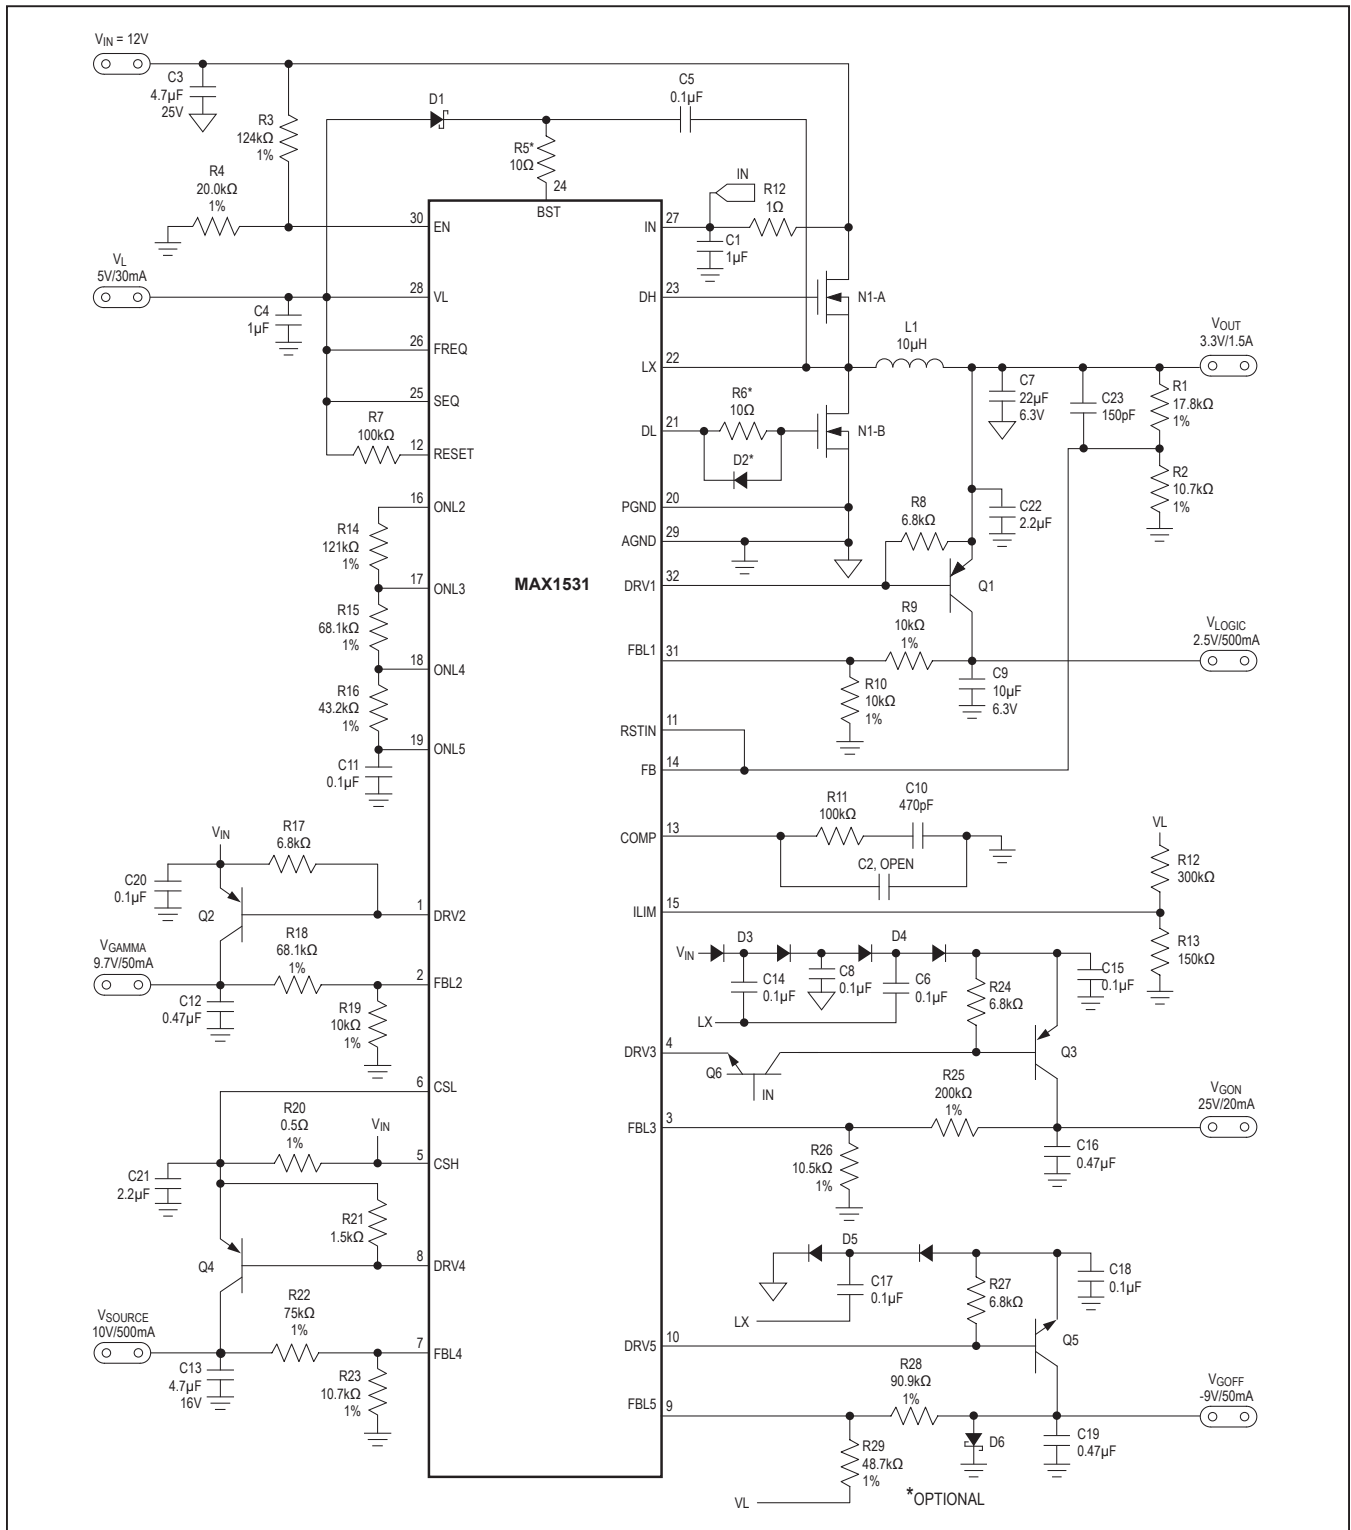 VIN = 12V
C3
4.7µF
25V
R3
124kΩ
1%
R4
20.0kΩ
1%
D1
C5
0.1µF
R5*
10Ω
24
BST
IN
R12
1Ω
30
EN
IN
27
C1
1µF
VL
5V/30mA
C4
1µF
28
VL
DH
23
N1-A
26
FREQ
LX
22
L1
10µH
VOUT
3.3V/1.5A
25
SEQ
C7
22µF
6.3V
C23
150pF
R1
17.8kΩ
1%
R7
100kΩ
12
RESET
DL
21
R6*
10Ω
D2*
N1-B
R2
10.7kΩ
1%
16
ONL2
PGND
20
R8
6.8kΩ
C22
2.2µF
R14
121kΩ
1%
AGND
29
17
ONL3
MAX1531
DRV1
32
Q1
R15
68.1kΩ
1%
R9
10kΩ
1%
VLOGIC
2.5V/500mA
18
ONL4
FBL1
31
R16
43.2kΩ
1%
R10
10kΩ
1%
C9
10µF
6.3V
19
ONL5
RSTIN
11
C11
0.1µF
FB
14
R11
100kΩ
C10
470pF
COMP
13
C2, OPEN
VL
R12
300kΩ
VIN
R17
6.8kΩ
C20
0.1µF
Q2
1
DRV2
ILIM
15
R13
150kΩ
VGAMMA
9.7V/50mA
R18
68.1kΩ
1%
2
FBL2
VIN
D3
D4
C14
0.1µF
C8
0.1µF
C6
0.1µF
R24
6.8kΩ
C15
0.1µF
C12
0.47µF
R19
10kΩ
1%
LX
DRV3
4
Q6
IN
Q3
6
CSL
R20
0.5Ω
1%
VIN
R25
200kΩ
1%
VGON
25V/20mA
FBL3
3
5
CSH
C21
2.2µF
R26
10.5kΩ
1%
C16
0.47µF
R21
1.5kΩ
Q4
8
DRV4
D5
C17
0.1µF
R27
6.8kΩ
C18
0.1µF
LX
VSOURCE
10V/500mA
R22
75kΩ
1%
7
FBL4
DRV5
10
Q5
C13
4.7µF
16V
R23
10.7kΩ
1%
R28
90.9kΩ
1%
VGOFF
-9V/50mA
FBL5
9
R29
48.7kΩ
1%
D6
C19
0.47µF
VL
*OPTIONAL